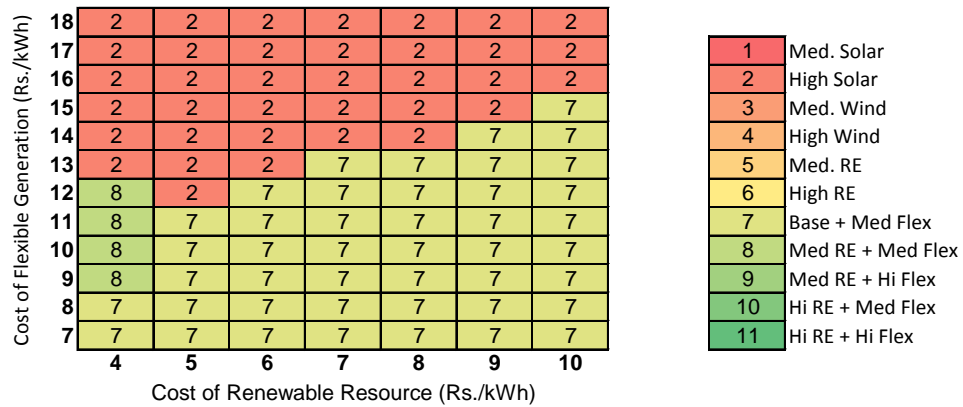 Cost of Flexible Generation (Rs./kWh)
18 2 2 2 2 2 2 2
17 2 2 2 2 2 2 2
16 2 2 2 2 2 2 2
15 2 2 2 2 2 2 7
14 2 2 2 2 2 7 7
13 2 2 2 7 7 7 7
12 8 2 7 7 7 7 7
11 8 7 7 7 7 7 7
10 8 7 7 7 7 7 7
9 8 7 7 7 7 7 7
8 7 7 7 7 7 7 7
7 7 7 7 7 7 7 7
4 5 6 7 8 9 10
Cost of Renewable Resource (Rs./kWh)
1 Med. Solar
2 High Solar
3 Med. Wind
4 High Wind
5 Med. RE
6 High RE
7 Base + Med Flex
8 Med RE + Med Flex
9 Med RE + Hi Flex
10 Hi RE + Med Flex
11 Hi RE + Hi Flex